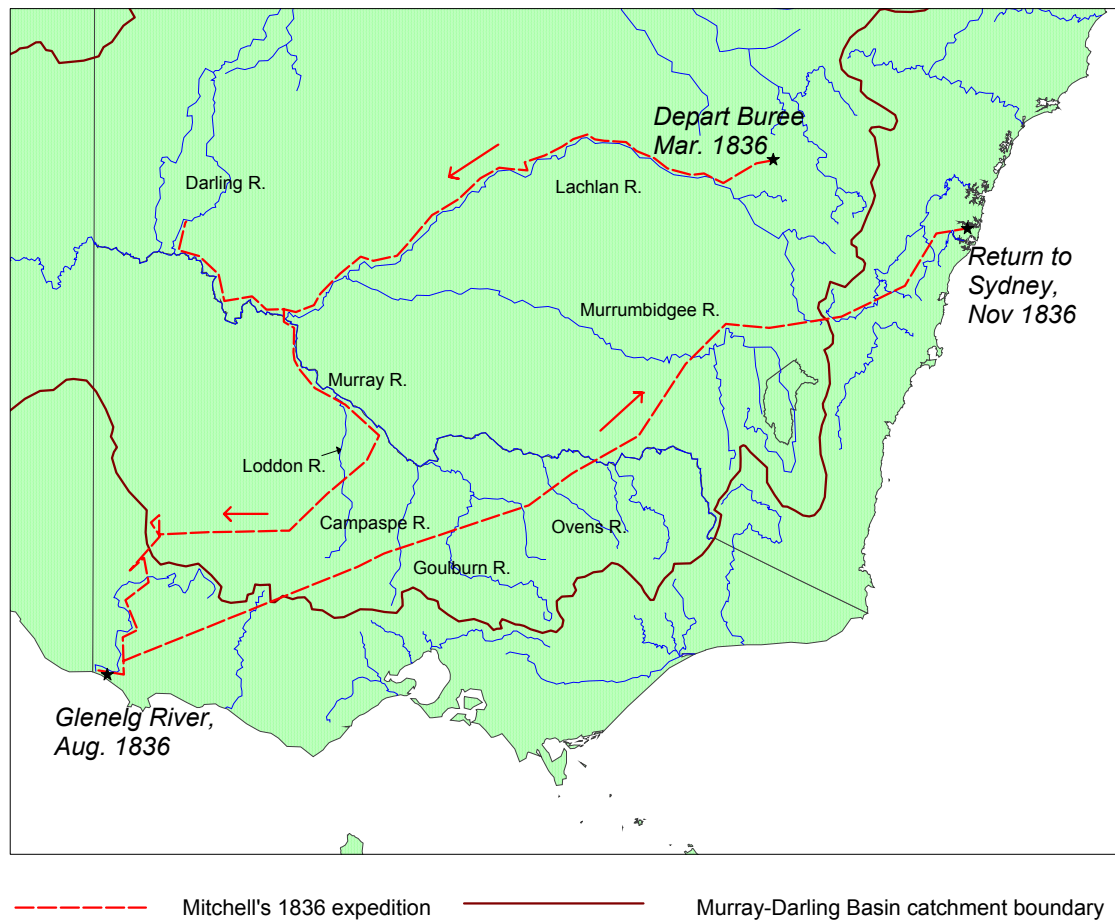 Depart Buree
Mar. 1836
Darling R.
Lachlan R.
Return to
Sydney,
Nov 1836
Murrumbidgee R.
Murray R.
Loddon R.
Campaspe R.
Ovens R.
Goulburn R.
Glenelg River,
Aug. 1836
Mitchell's 1836 expedition
Murray-Darling Basin catchment boundary